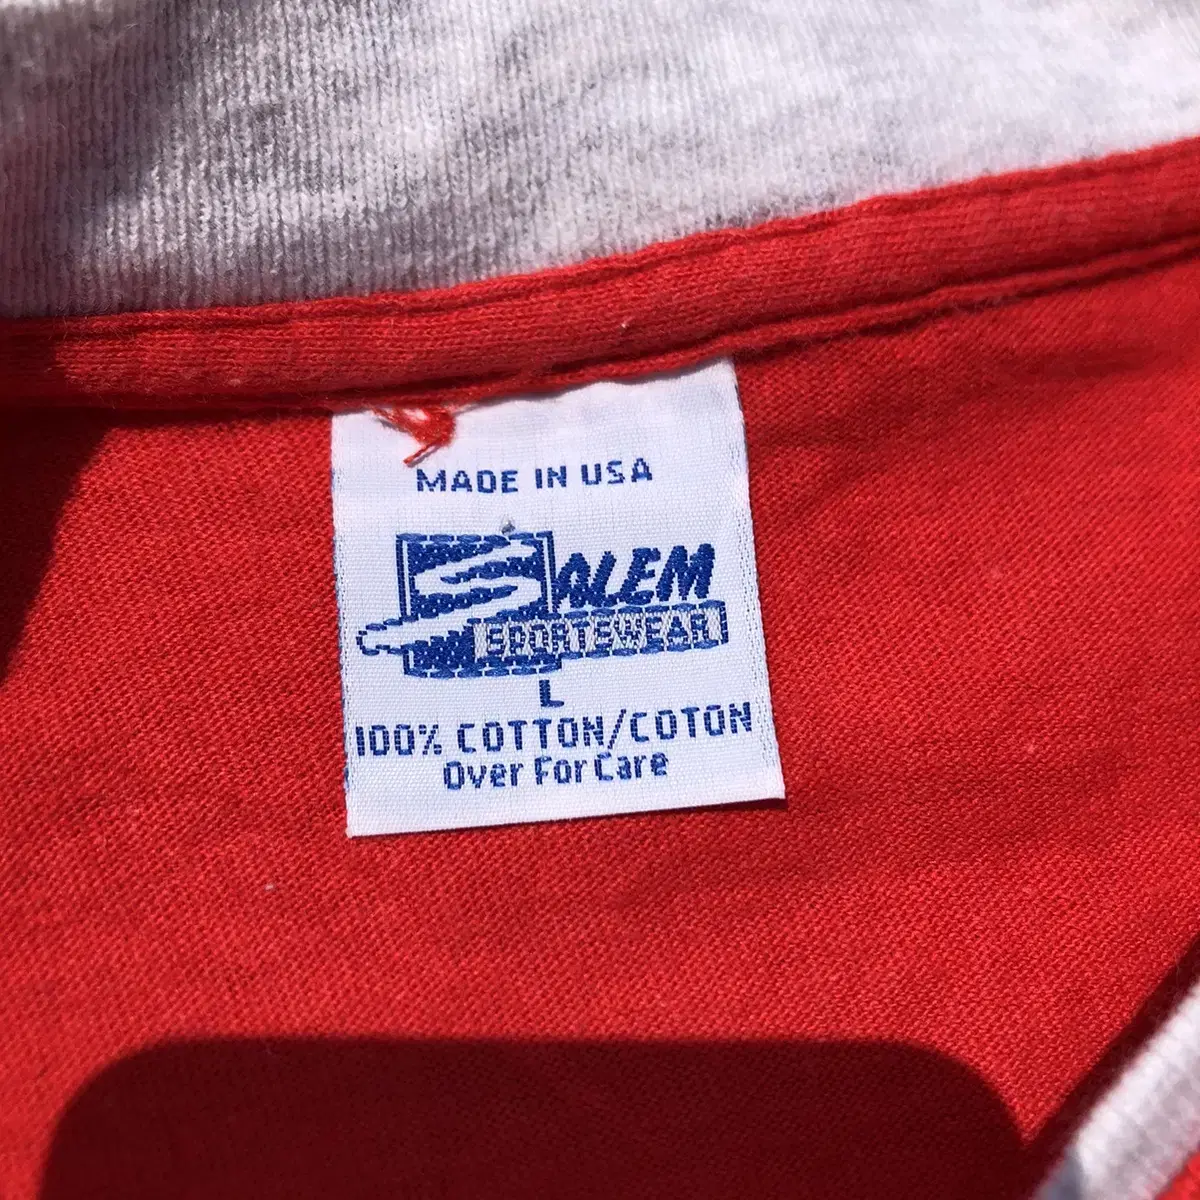 MADE IN USA
SALEM
SPORTSWEAR
L
100% COTTON/COTON
Over For Care